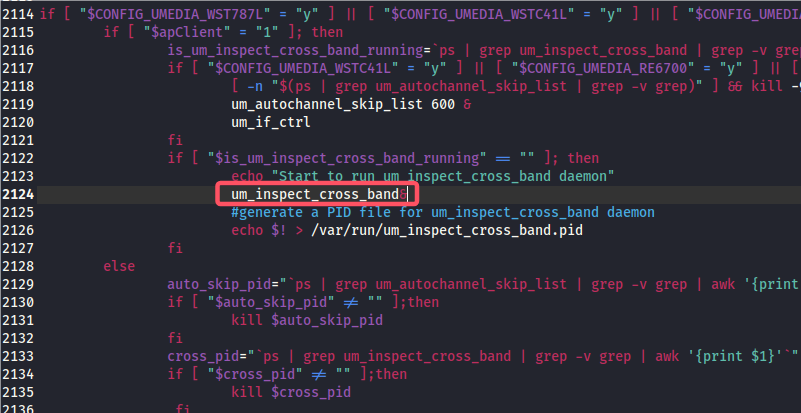 2114 if [ "$CONFIG_UMEDIA_WST787L" = "y" ] || [ "$CONFIG_UMEDIA_WSTC41L" = "y" ] || [ "$CONFIG_UMEDIA
2115 if [ "$apClient" = "1" ]; then
2116 is_um_inspect_cross_band_running=`ps | grep um_inspect_cross_band | grep -v grep
2117 if [ "$CONFIG_UMEDIA_WSTC41L" = "y" ] || [ "$CONFIG_UMEDIA_RE6700" = "y" ] || [
2118 [ -n "$(ps | grep um_autochannel_skip_list | grep -v grep)" ] && kill -9
2119 um_autochannel_skip_list 600 &
2120 um_if_ctrl
2121 fi
2122 if [ "$is_um_inspect_cross_band_running" == "" ]; then
2123 echo "Start to run um_inspect_cross_band daemon"
2124 um_inspect_cross_band&
2125 #generate a PID file for um_inspect_cross_band daemon
2126 echo $! > /var/run/um_inspect_cross_band.pid
2127 fi
2128 else
2129 auto_skip_pid="`ps | grep um_autochannel_skip_list | grep -v grep | awk '{print
2130 if [ "$auto_skip_pid" != "" ];then
2131 kill $auto_skip_pid
2132 fi
2133 cross_pid="`ps | grep um_inspect_cross_band | grep -v grep | awk '{print $1}'`"
2134 if [ "$cross_pid" != "" ];then
2135 kill $cross_pid
2136 fi